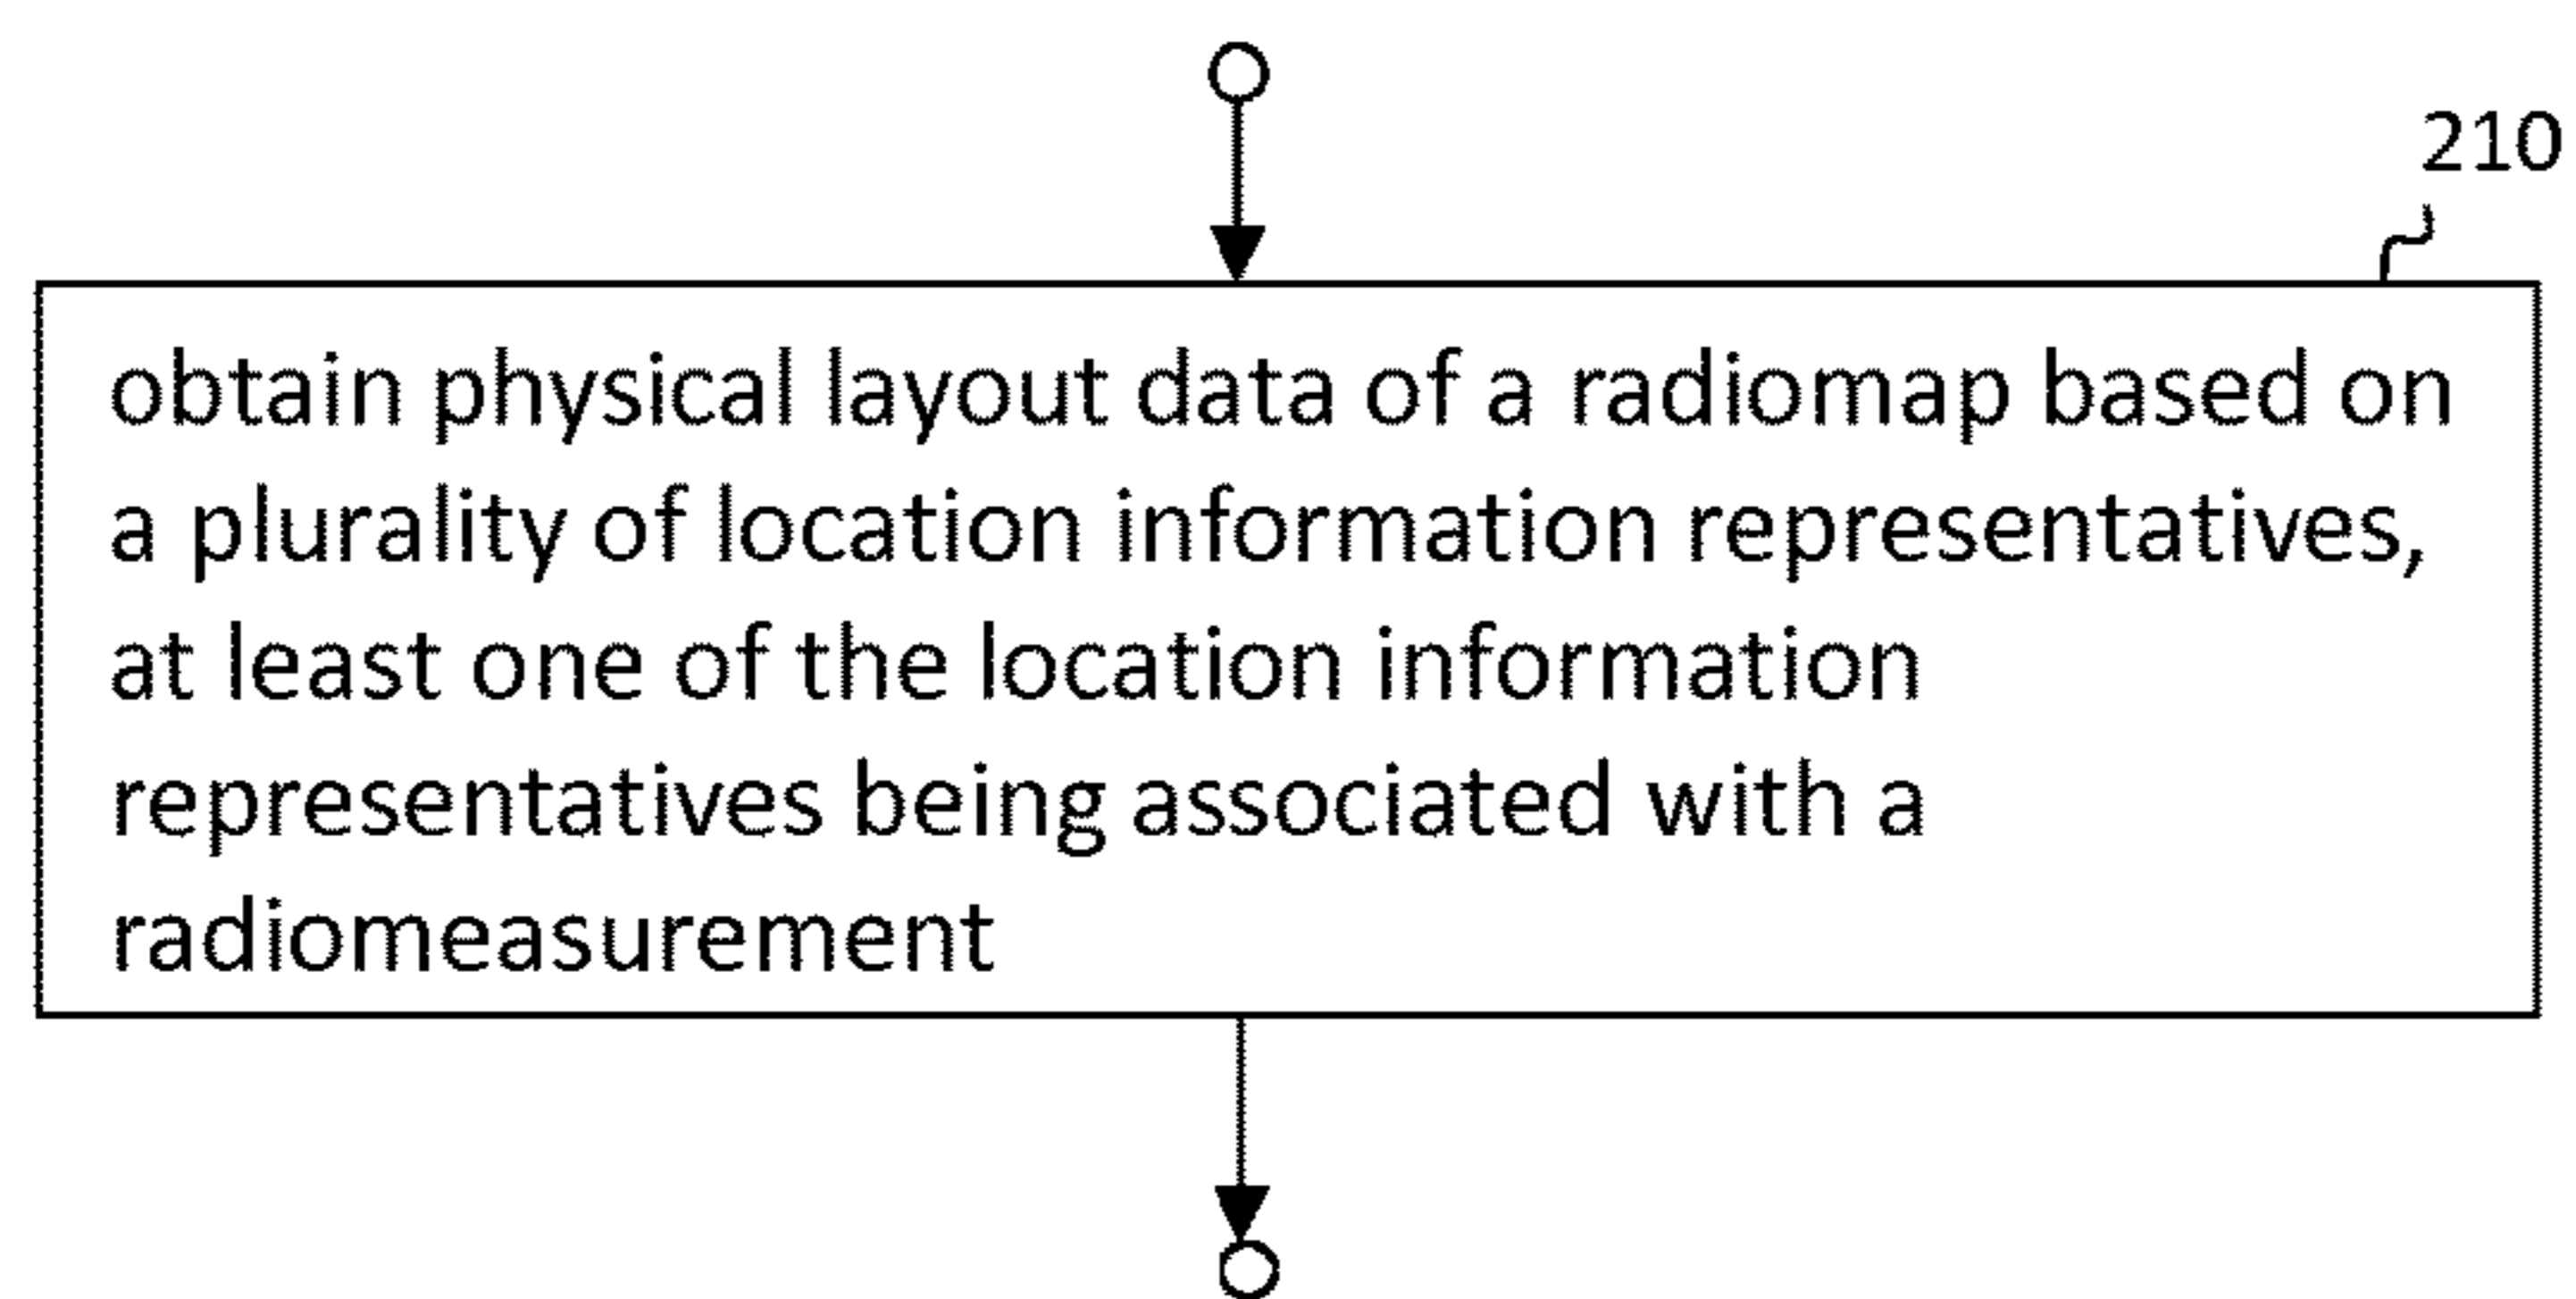 210
obtain physical layout data of a radiomap based on
a plurality of location information representatives,
at least one of the location information
representatives being associated with a
radiomeasurement